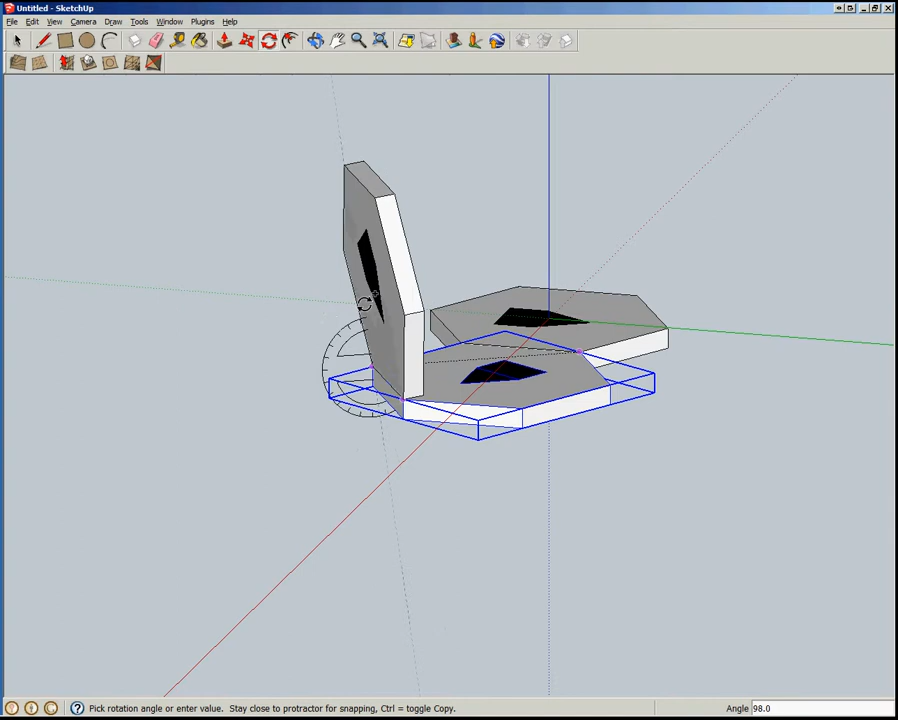 Untitled - SketchUp
File Edit View Camera Draw Tools Window Plugins Help
Pick rotation angle or enter value. Stay close to protractor for snapping, Ctrl = toggle Copy. Angle 98.0